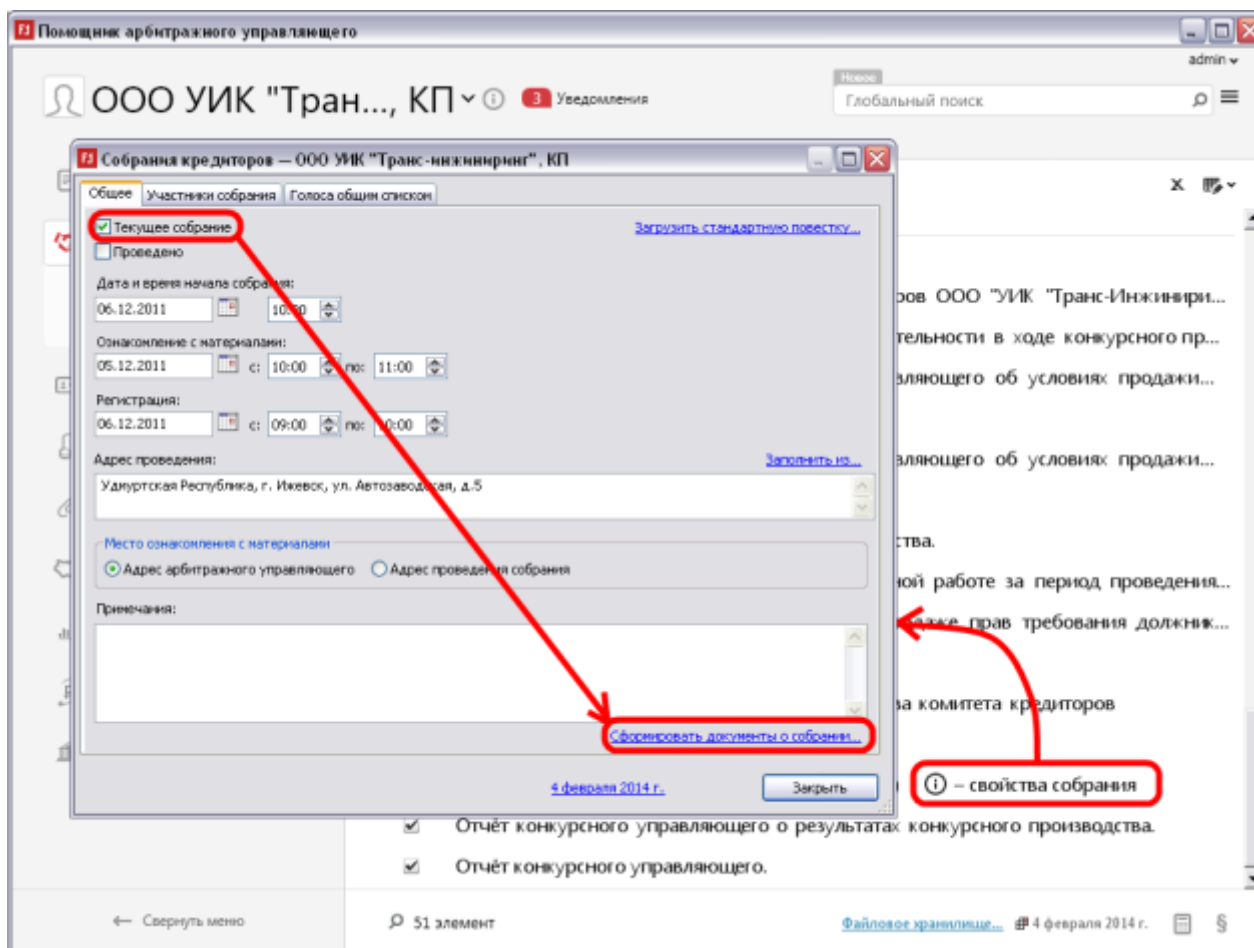 Помощник арбитражного управляющего
admin
ООО УИК "Тран..., КП
3 Уведомления
Новое
Глобальный поиск
Собрания кредиторов — ООО УИК "Транс-инжиниринг", КП
Общее
Участники собрания
Голоса общим списком
Текущее собрание
Загрузить стандартную повестку...
Проведено
Дата и время начала собрания:
06.12.2011
Ознакомление с материалами:
05.12.2011 с: 10:00 по: 11:00
Регистрация:
06.12.2011 с: 09:00 по: 10:00
Адрес проведения:
Заполнить из...
Удмуртская Республика, г. Ижевск, ул. Автозаводская, д.5
Место ознакомления с материалами
Адрес арбитражного управляющего
Адрес проведения собрания
Примечания:
Сформировать документы о собрании...
4 февраля 2014 г.
Закрыть
ров ООО "УИК "Транс-Инжинири...
тельности в ходе конкурсного пр...
вляющего об условиях продажи...
вляющего об условиях продажи...
ства.
ной работе за период проведения...
даже прав требования должник...
ва комитета кредиторов
– свойства собрания
Отчёт конкурсного управляющего о результатах конкурсного производства.
Отчёт конкурсного управляющего.
← Свернуть меню
51 элемент
Файловое хранилище...
4 февраля 2014 г.
§